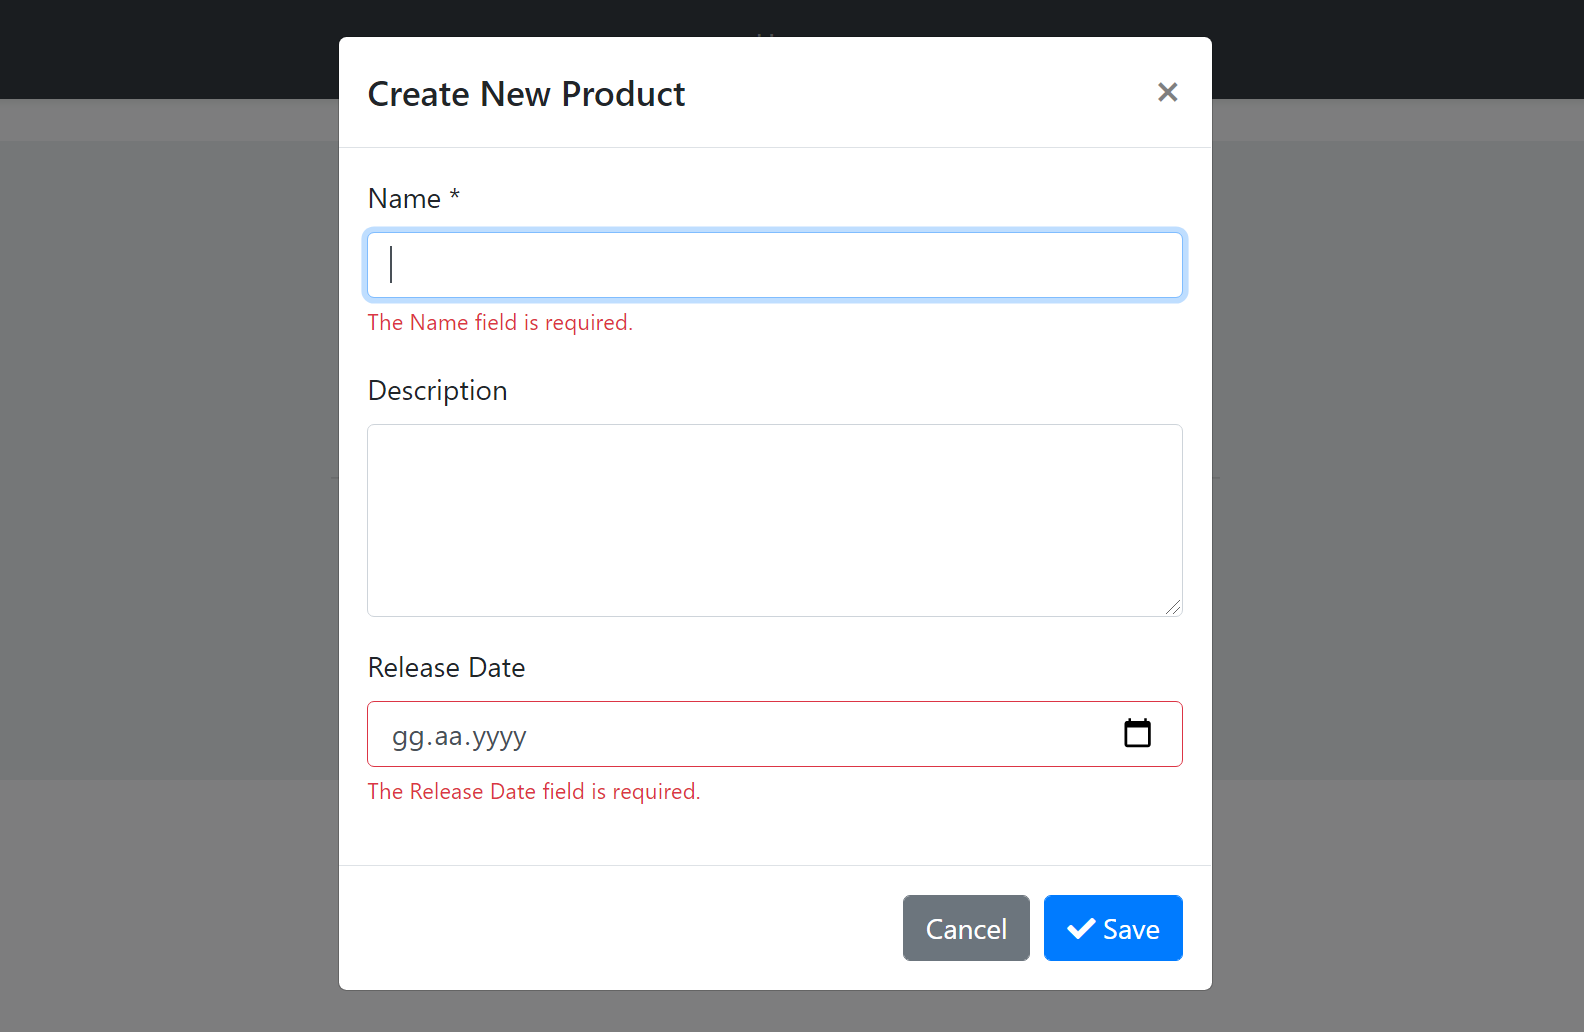 Create New Product
Name *
The Name field is required.
Description
Release Date
gg.aa.yyyy
The Release Date field is required.
Cancel
Save